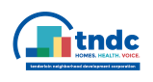 tndc
HOMES. HEALTH. VOICE.
tenderloin neighborhood development corporation